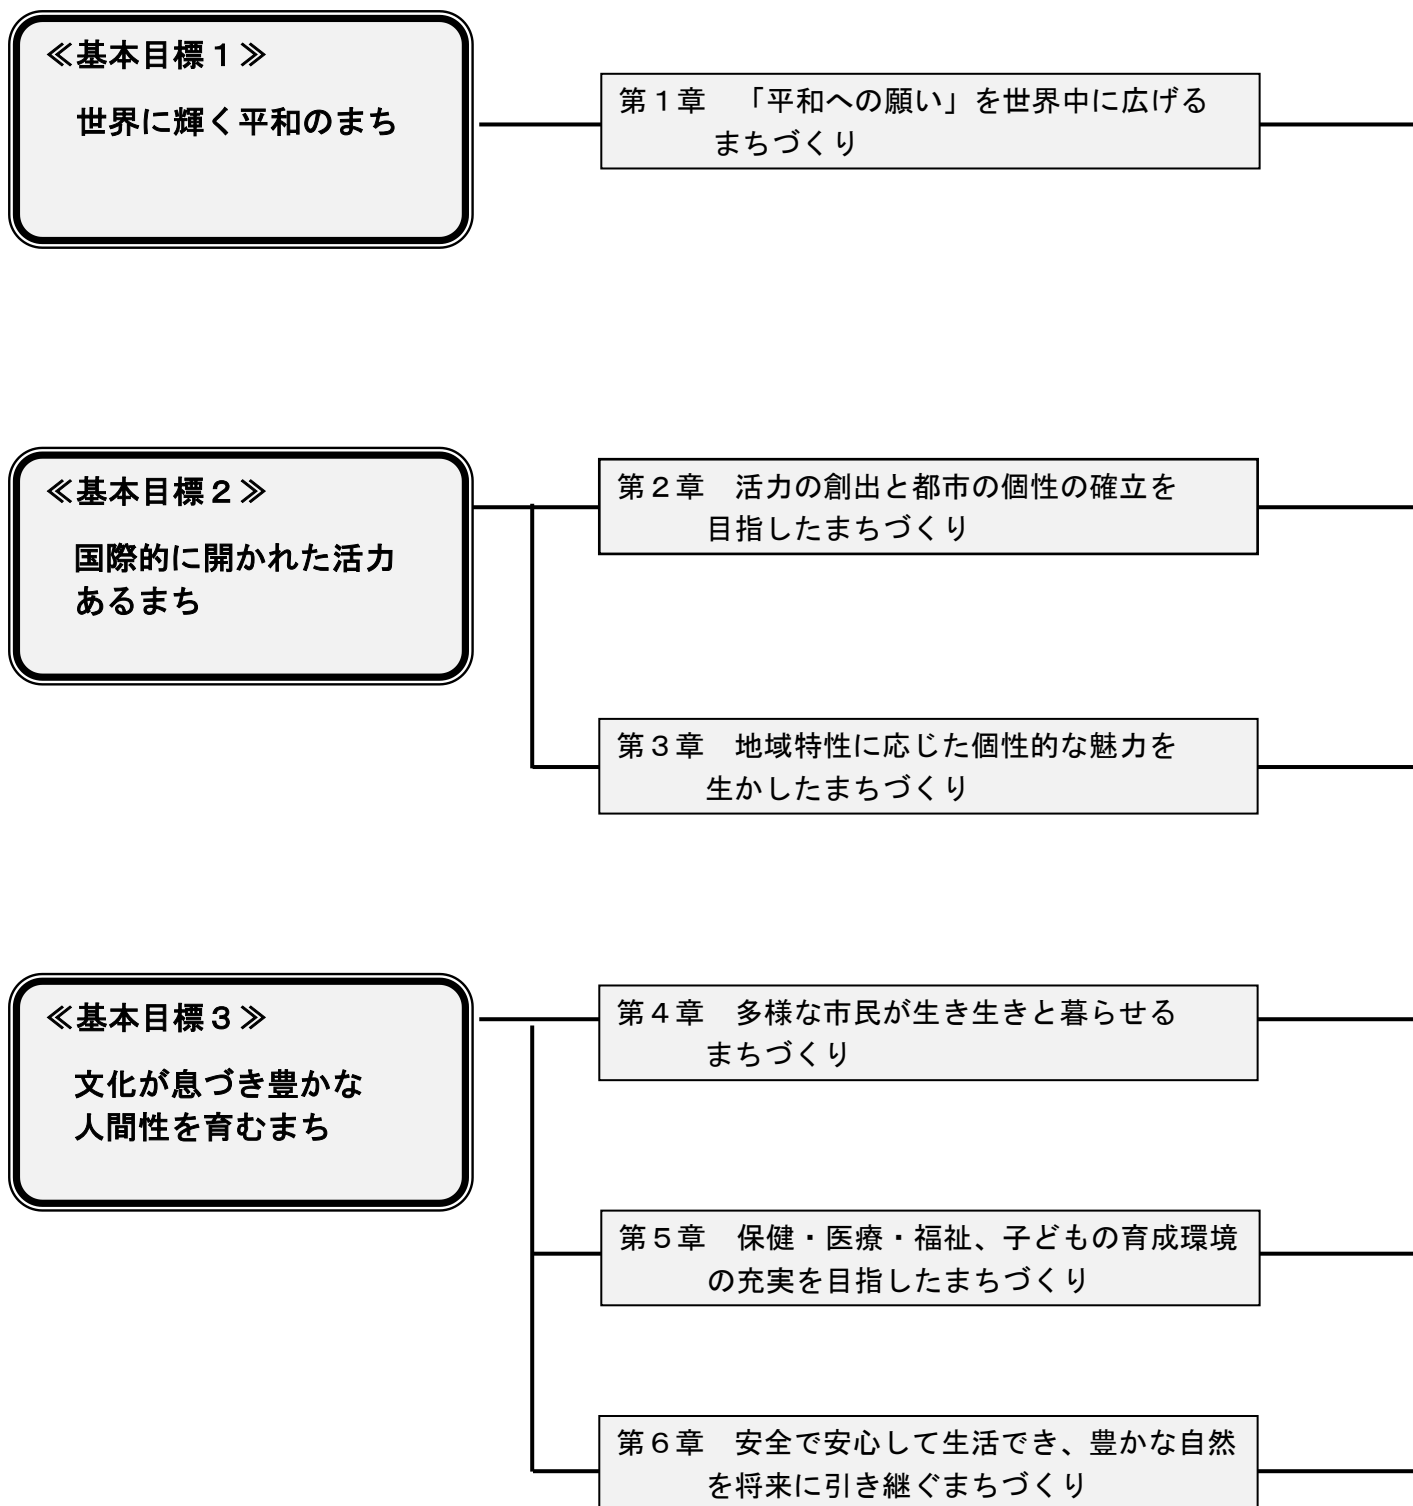 ≪基本目標１≫
世界に輝く平和のまち
第１章　「平和への願い」を世界中に広げる
まちづくり
≪基本目標２≫
国際的に開かれた活力
あるまち
第２章　活力の創出と都市の個性の確立を
目指したまちづくり
第３章　地域特性に応じた個性的な魅力を
生かしたまちづくり
≪基本目標３≫
文化が息づき豊かな
人間性を育むまち
第４章　多様な市民が生き生きと暮らせる
まちづくり
第５章　保健・医療・福祉、子どもの育成環境
の充実を目指したまちづくり
第６章　安全で安心して生活でき、豊かな自然
を将来に引き継ぐまちづくり